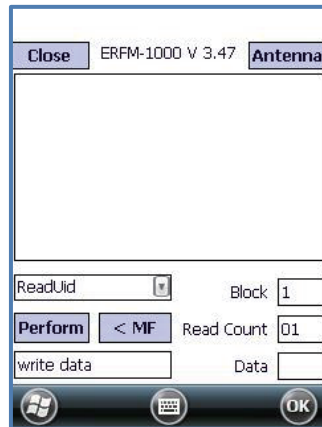 Close ERFM-1000 V 3.47 Antenna
ReadUid Block 1
Perform < MF Read Count 01
write data Data
OK